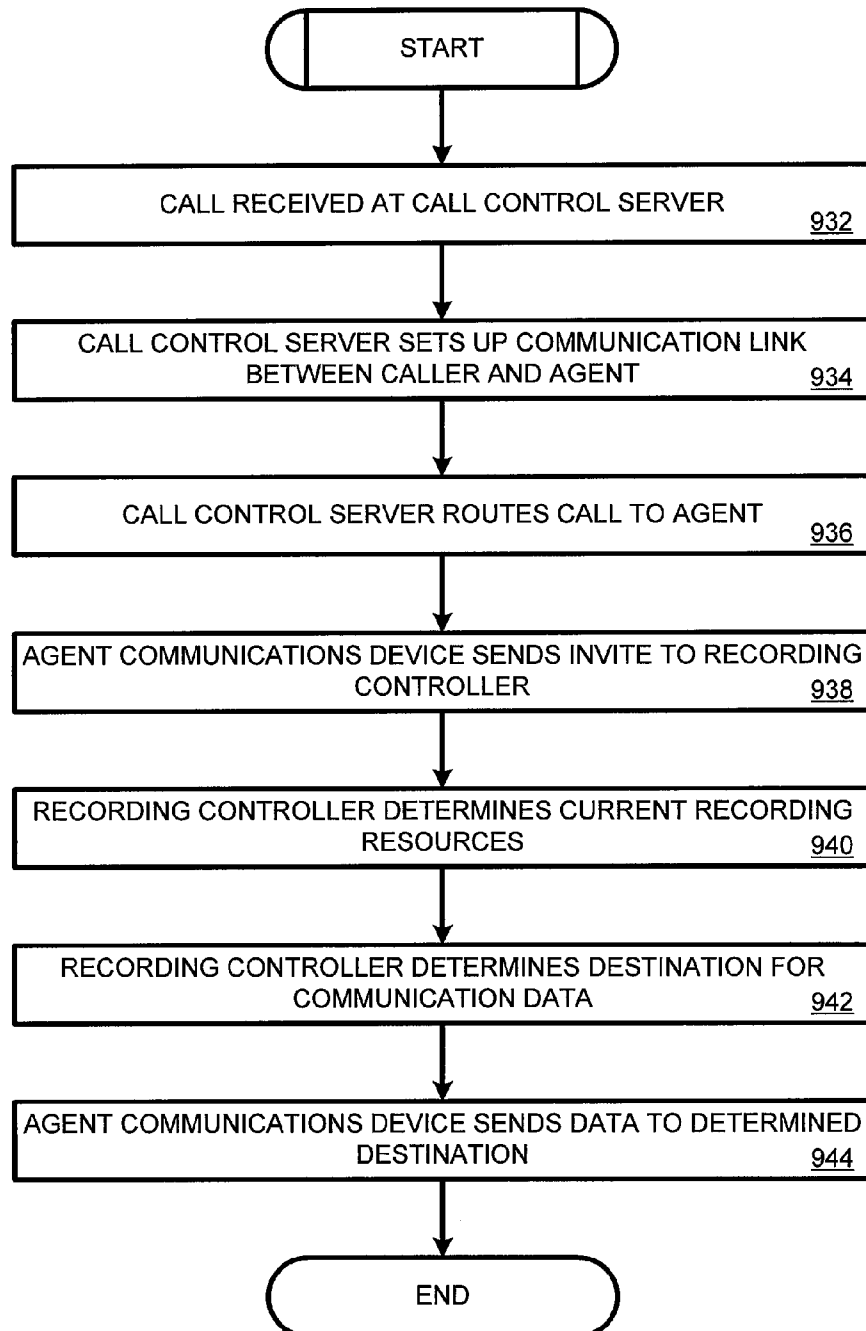 START
CALL RECEIVED AT CALL CONTROL SERVER
932
CALL CONTROL SERVER SETS UP COMMUNICATION LINK
BETWEEN CALLER AND AGENT
934
CALL CONTROL SERVER ROUTES CALL TO AGENT
936
AGENT COMMUNICATIONS DEVICE SENDS INVITE TO RECORDING
CONTROLLER
938
RECORDING CONTROLLER DETERMINES CURRENT RECORDING
RESOURCES
940
RECORDING CONTROLLER DETERMINES DESTINATION FOR
COMMUNICATION DATA
942
AGENT COMMUNICATIONS DEVICE SENDS DATA TO DETERMINED
DESTINATION
944
END